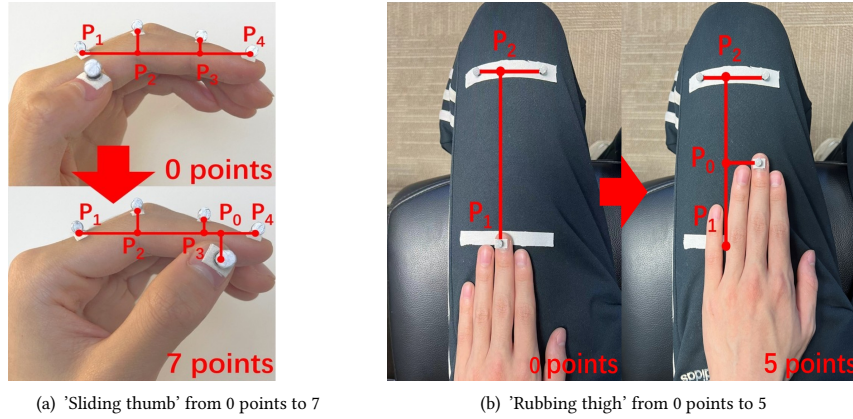 P1
P4
P2
P3
0 points
P1
P0
P4
P2
P3
7 points
P2
P1
0 points
P2
P0
P1
5 points
adidas
(a) 'Sliding thumb' from 0 points to 7
(b) 'Rubbing thigh' from 0 points to 5